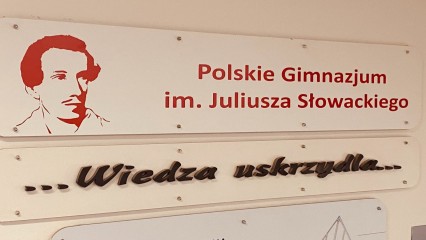 Polskie Gimnazjum
im. Juliusza Słowackiego
...Wiedza uskrzydla...